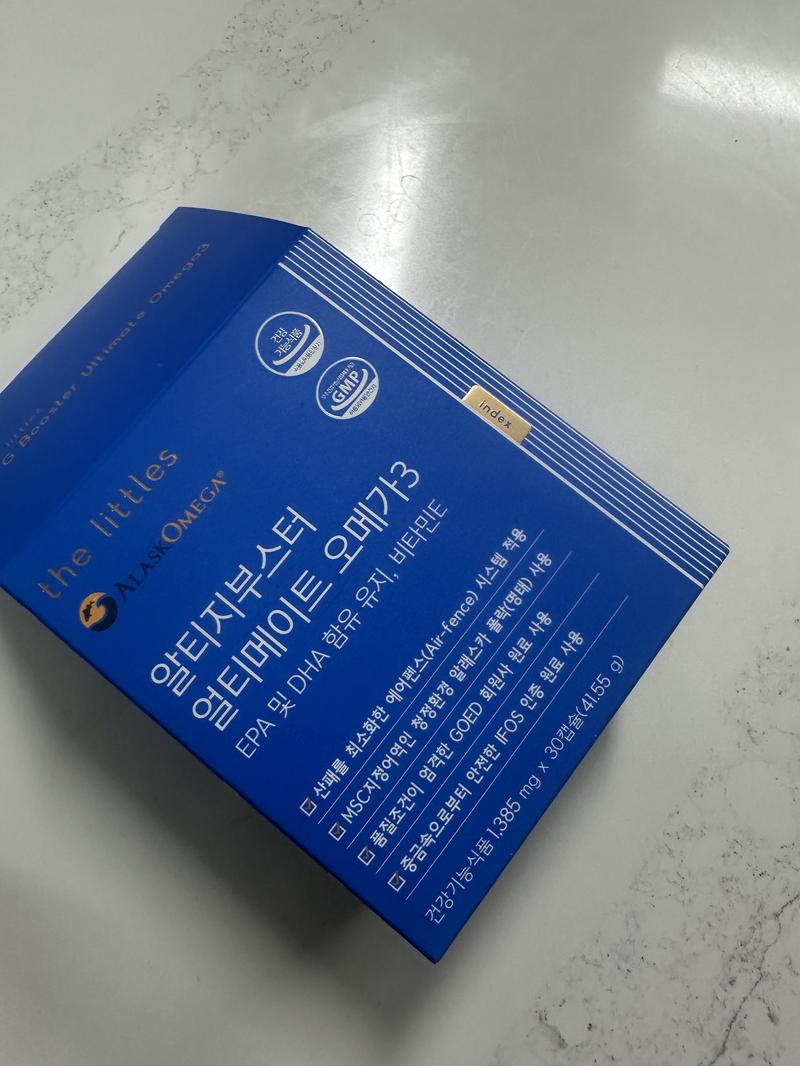 G Booster Ultimate Omega3
the littles
ALASKOMEGA®
건강
기능식품
GMP
index
알티지부스터
얼티메이트 오메가3
EPA 및 DHA 함유 유지, 비타민E
산패를 최소화한 에어펜스(Air-fence) 시스템 적용
MSC지정어역인 청정환경 알래스카 폴락(명태) 사용
품질조건이 엄격한 GOED 회원사 원료 사용
중금속으로부터 안전한 IFOS 인증 원료 사용
건강기능식품 1,385 mg x 30캡슐(41.55 g)